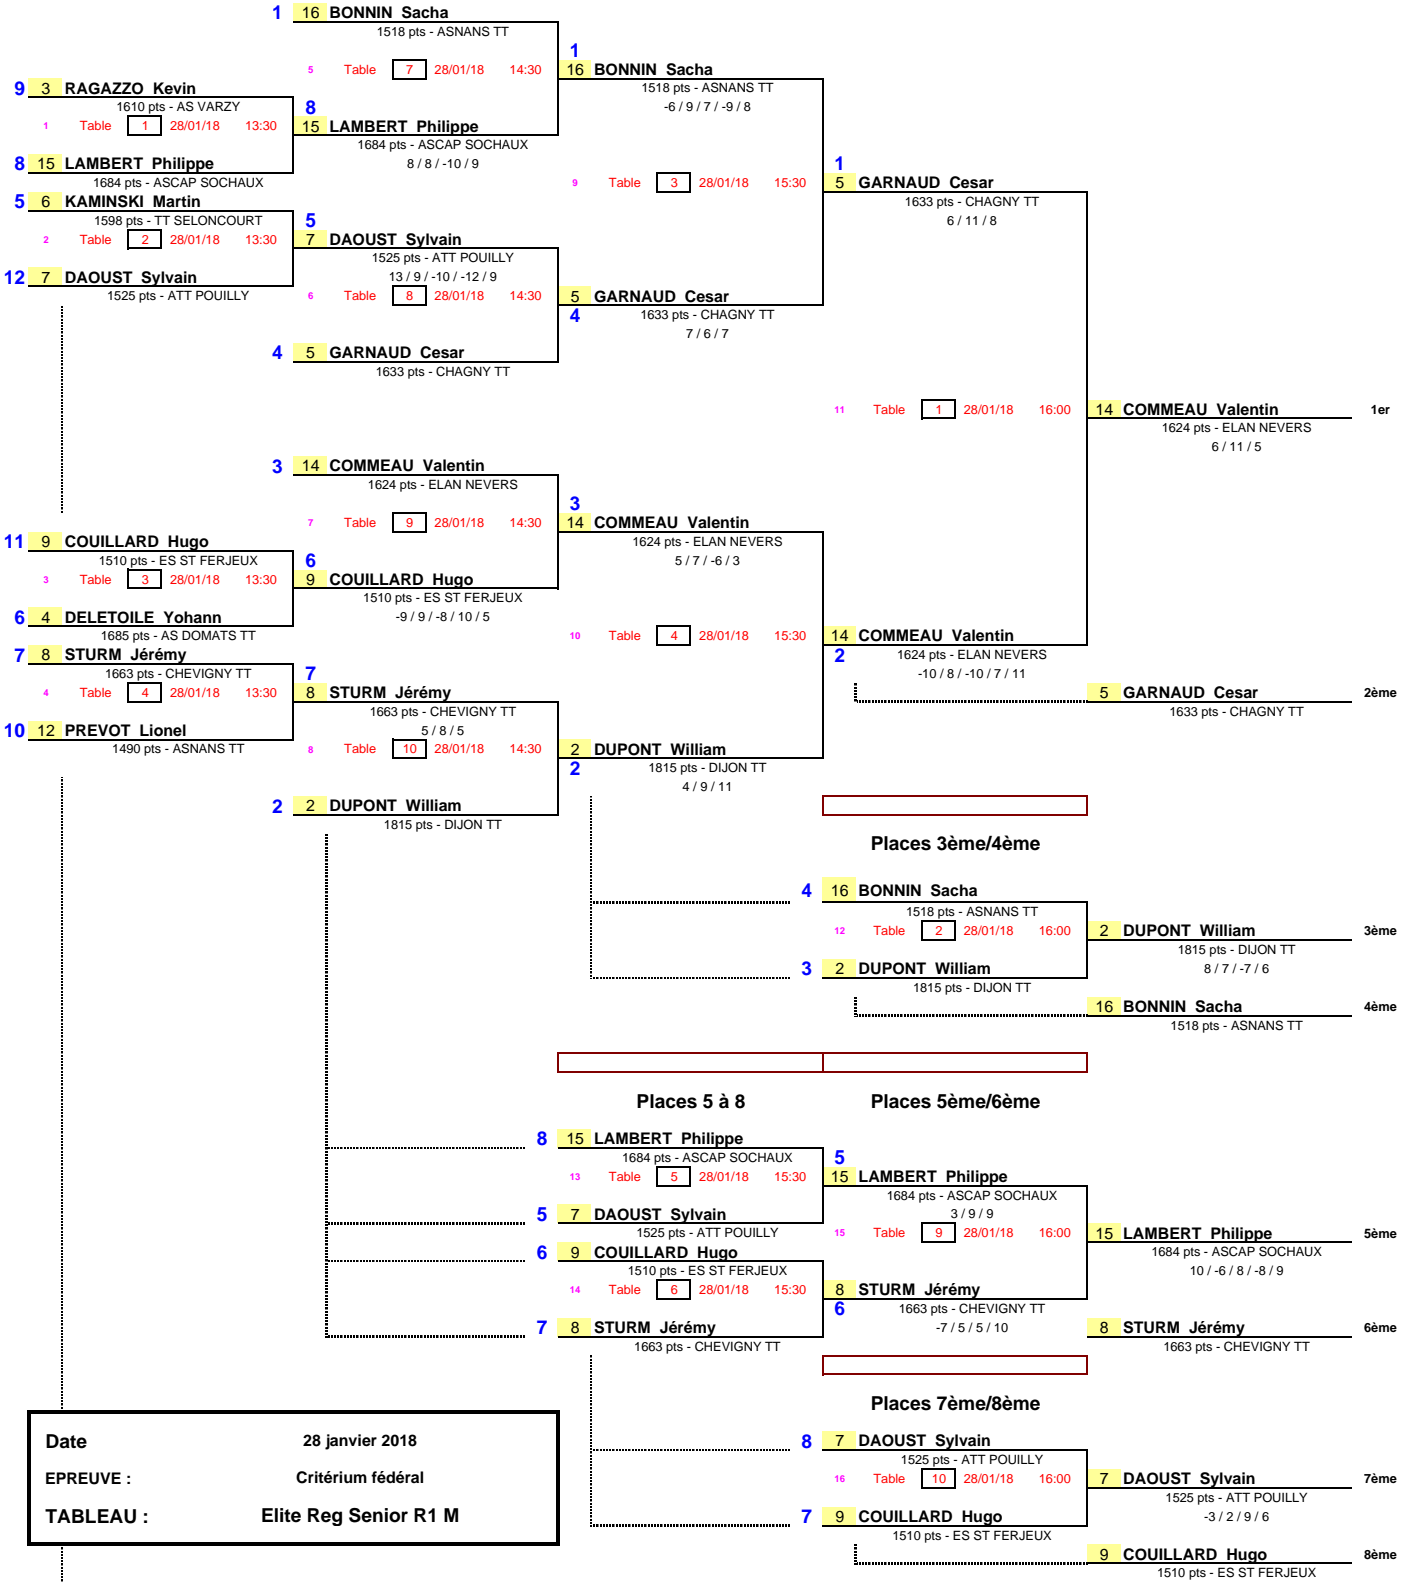 1 16 BONNIN Sacha
1518 pts - ASNANS TT
1
5 Table 7 28/01/18 14:30 16 BONNIN Sacha
9 3 RAGAZZO Kevin 1518 pts - ASNANS TT
1610 pts - AS VARZY 8 -6 / 9 / 7 / -9 / 8
1 Table 1 28/01/18 13:30 15 LAMBERT Philippe
1684 pts - ASCAP SOCHAUX
8 15 LAMBERT Philippe 8 / 8 / -10 / 9 1
1684 pts - ASCAP SOCHAUX 9 Table 3 28/01/18 15:30 5 GARNAUD Cesar
5 6 KAMINSKI Martin 1633 pts - CHAGNY TT
1598 pts - TT SELONCOURT 5 6 / 11 / 8
2 Table 2 28/01/18 13:30 7 DAOUST Sylvain
1525 pts - ATT POUILLY
12 7 DAOUST Sylvain 13 / 9 / -10 / -12 / 9
1525 pts - ATT POUILLY 6 Table 8 28/01/18 14:30 5 GARNAUD Cesar
4 1633 pts - CHAGNY TT
7 / 6 / 7
4 5 GARNAUD Cesar
1633 pts - CHAGNY TT
11 Table 1 28/01/18 16:00 14 COMMEAU Valentin 1er
1624 pts - ELAN NEVERS
6 / 11 / 5
3 14 COMMEAU Valentin
1624 pts - ELAN NEVERS
3
7 Table 9 28/01/18 14:30 14 COMMEAU Valentin
11 9 COUILLARD Hugo 1624 pts - ELAN NEVERS
1510 pts - ES ST FERJEUX 6 5 / 7 / -6 / 3
3 Table 3 28/01/18 13:30 9 COUILLARD Hugo
1510 pts - ES ST FERJEUX
6 4 DELETOILE Yohann -9 / 9 / -8 / 10 / 5
1685 pts - AS DOMATS TT 10 Table 4 28/01/18 15:30 14 COMMEAU Valentin
7 8 STURM Jérémy 2 1624 pts - ELAN NEVERS
1663 pts - CHEVIGNY TT 7 -10 / 8 / -10 / 7 / 11
4 Table 4 28/01/18 13:30 8 STURM Jérémy 5 GARNAUD Cesar 2ème
1663 pts - CHEVIGNY TT 1633 pts - CHAGNY TT
10 12 PREVOT Lionel 5 / 8 / 5
1490 pts - ASNANS TT 8 Table 10 28/01/18 14:30 2 DUPONT William
2 1815 pts - DIJON TT
4 / 9 / 11
2 2 DUPONT William
1815 pts - DIJON TT
Places 3ème/4ème
4 16 BONNIN Sacha
1518 pts - ASNANS TT
12 Table 2 28/01/18 16:00 2 DUPONT William 3ème
1815 pts - DIJON TT
3 2 DUPONT William 8 / 7 / -7 / 6
1815 pts - DIJON TT
16 BONNIN Sacha 4ème
1518 pts - ASNANS TT
Places 5 à 8 Places 5ème/6ème
8 15 LAMBERT Philippe
1684 pts - ASCAP SOCHAUX 5
13 Table 5 28/01/18 15:30 15 LAMBERT Philippe
1684 pts - ASCAP SOCHAUX
5 7 DAOUST Sylvain 3 / 9 / 9
1525 pts - ATT POUILLY 15 Table 9 28/01/18 16:00 15 LAMBERT Philippe 5ème
6 9 COUILLARD Hugo 1684 pts - ASCAP SOCHAUX
1510 pts - ES ST FERJEUX 10 / -6 / 8 / -8 / 9
14 Table 6 28/01/18 15:30 8 STURM Jérémy
6 1663 pts - CHEVIGNY TT
7 8 STURM Jérémy -7 / 5 / 5 / 10 8 STURM Jérémy 6ème
1663 pts - CHEVIGNY TT 1663 pts - CHEVIGNY TT
Places 7ème/8ème
Date 28 janvier 2018 8 7 DAOUST Sylvain
1525 pts - ATT POUILLY
EPREUVE : Critérium fédéral 16 Table 10 28/01/18 16:00 7 DAOUST Sylvain 7ème
1525 pts - ATT POUILLY
TABLEAU : Elite Reg Senior R1 M 7 9 COUILLARD Hugo -3 / 2 / 9 / 6
1510 pts - ES ST FERJEUX
9 COUILLARD Hugo 8ème
1510 pts - ES ST FERJEUX